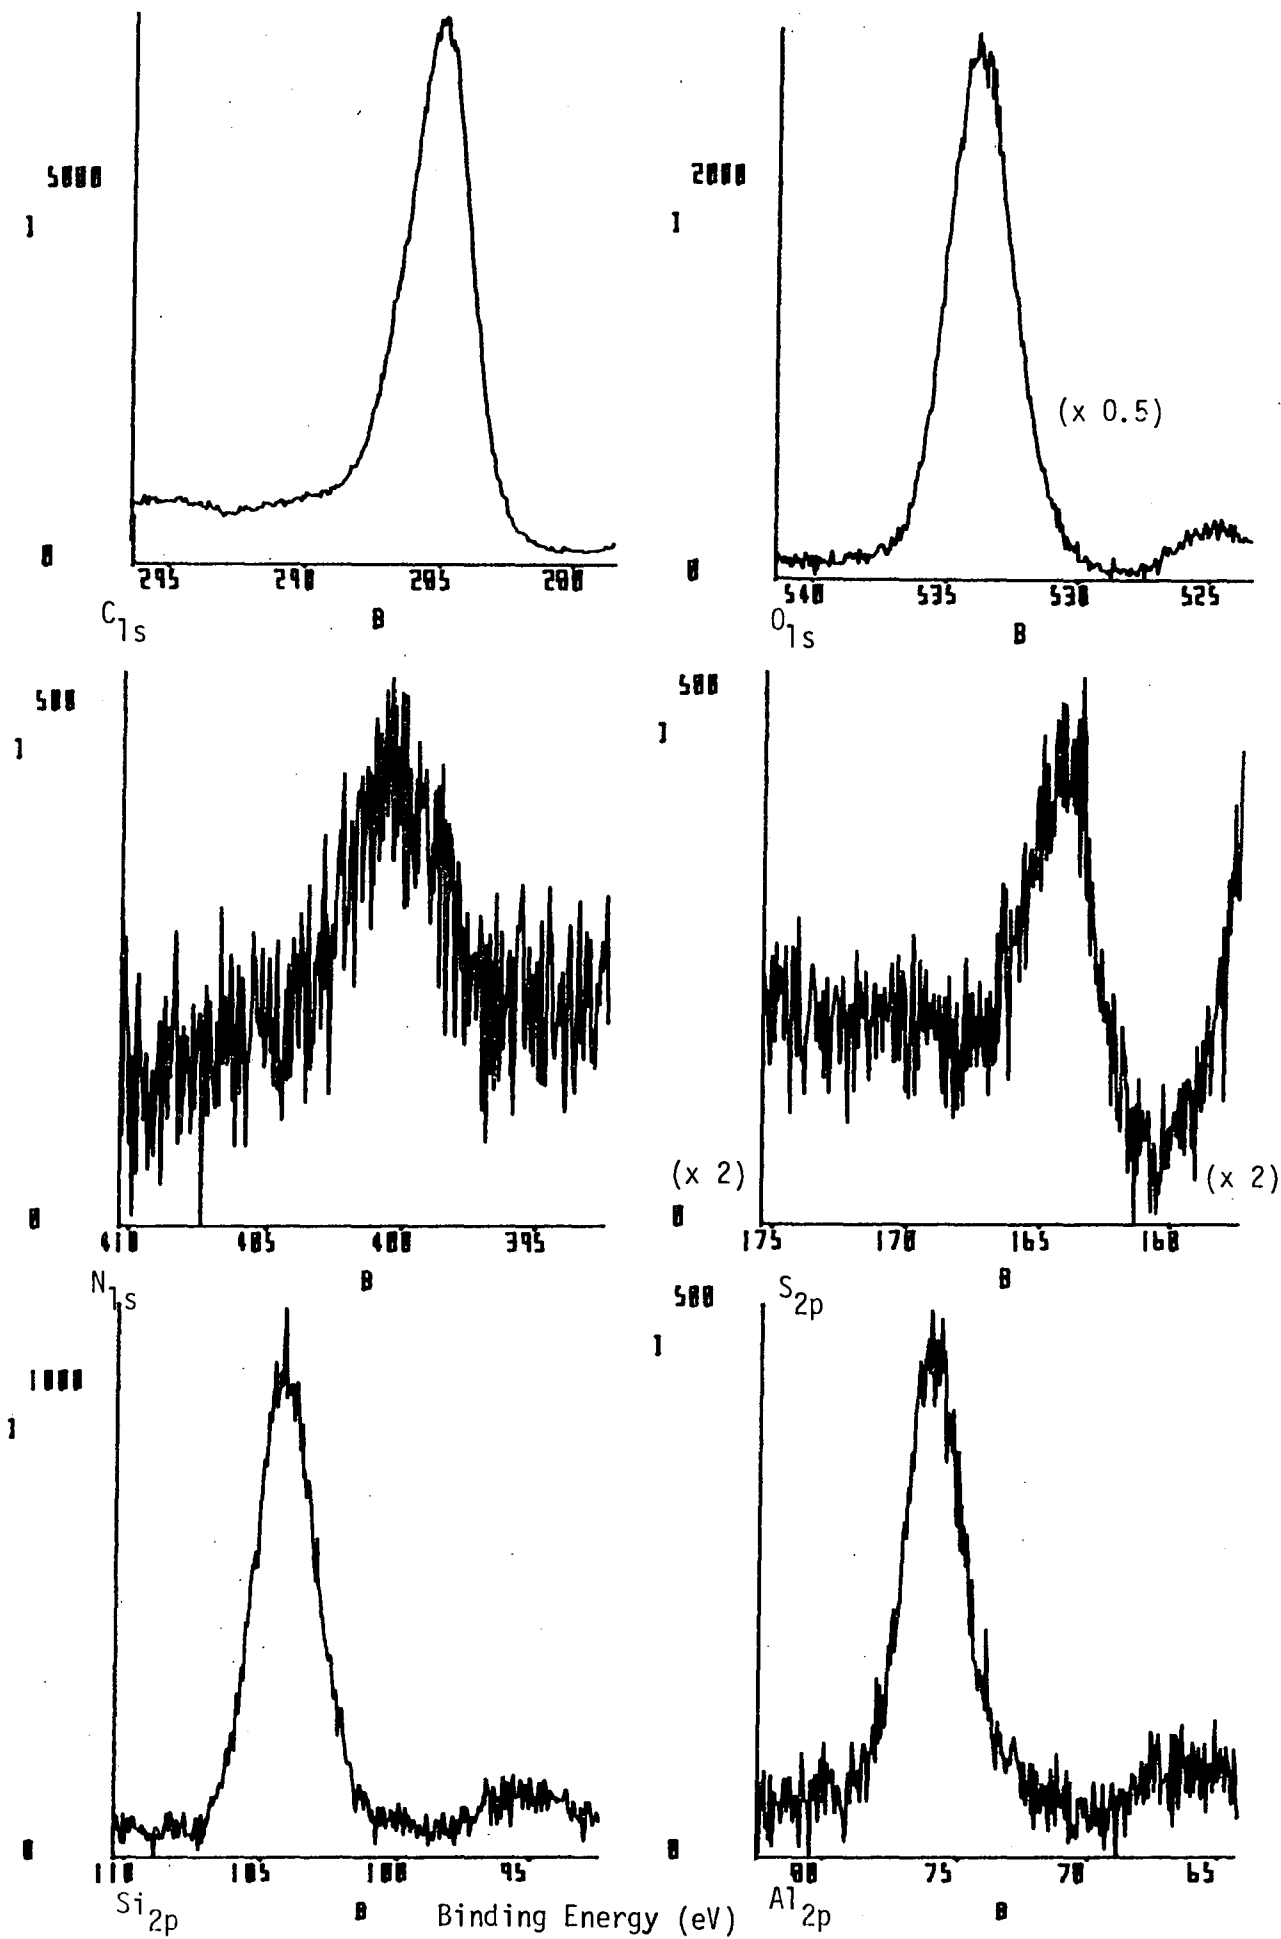 5000
I
0
295 290 285 280
C1s
B
2000
I
(x 0.5)
0
540 535 530 525
O1s
B
500
I
0
410 405 400 395
N1s
B
500
I
(x 2)
(x 2)
0
175 170 165 160
S2p
B
1000
I
0
110 105 100 95
Si2p
B
500
I
0
80 75 70 65
Al2p
B
Binding Energy (eV)